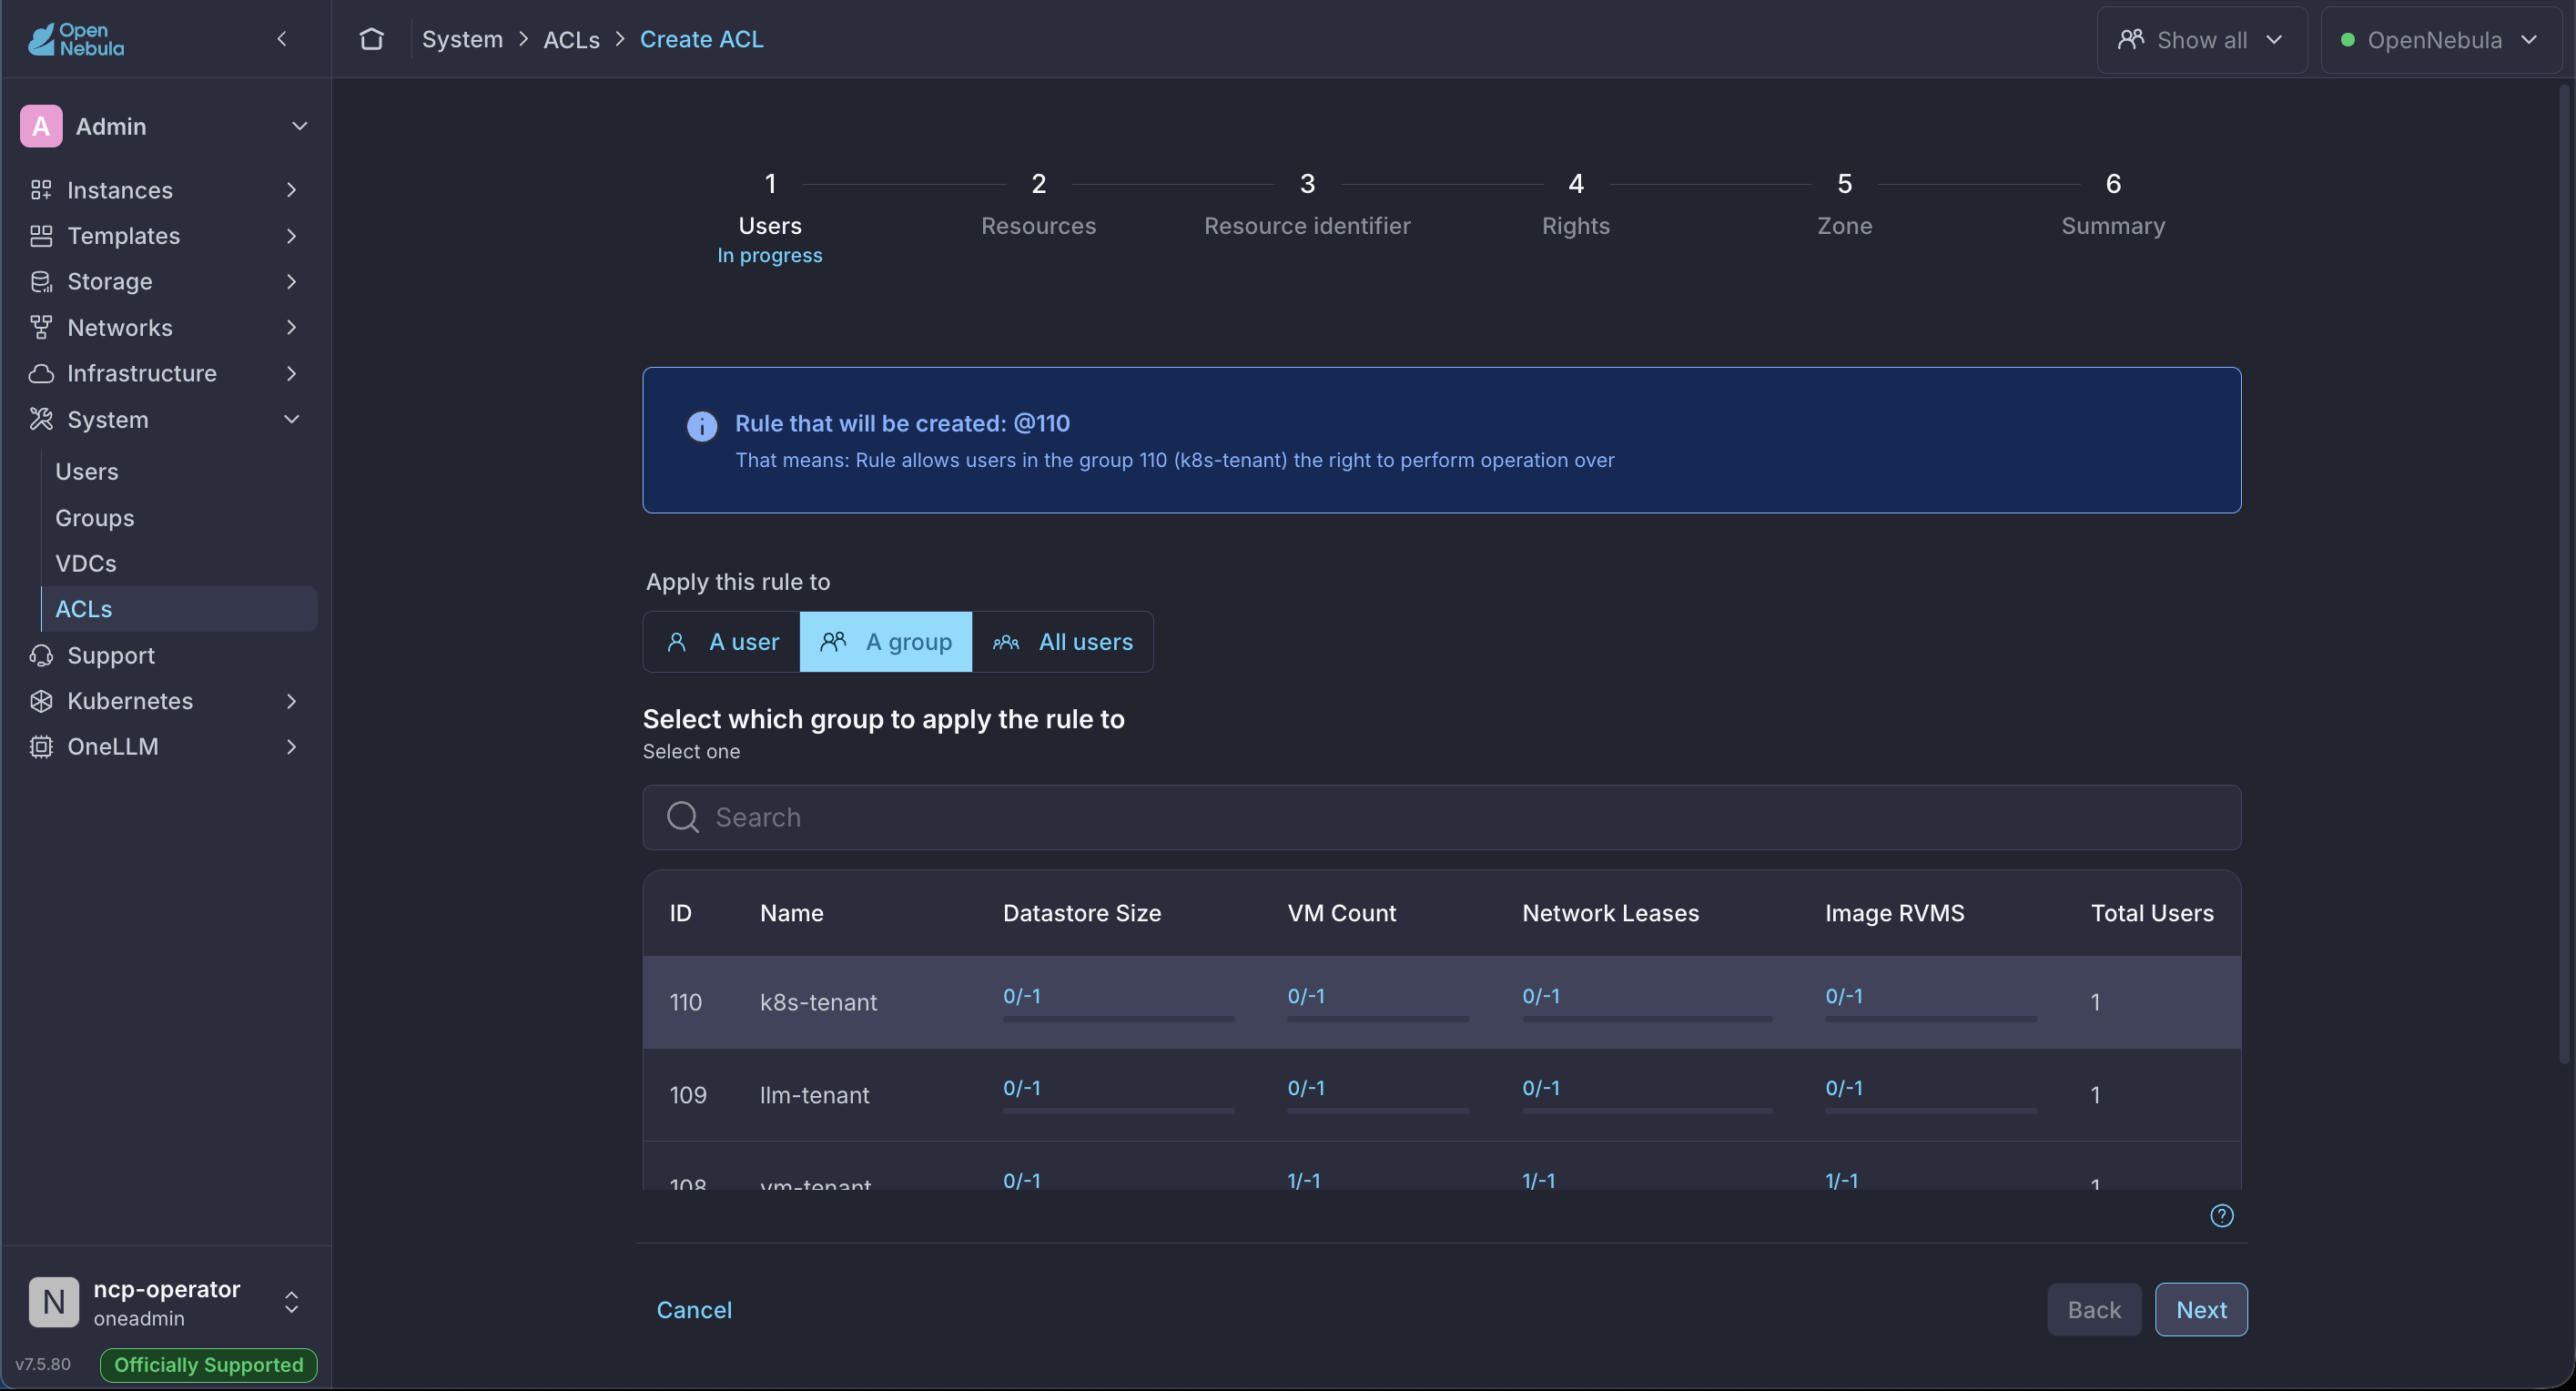 Open
Nebula
System > ACLs > Create ACL
Show all
OpenNebula
A
Admin
Instances
Templates
Storage
Networks
Infrastructure
System
Users
Groups
VDCs
ACLs
Support
Kubernetes
OneLLM
N
ncp-operator
oneadmin
v7.5.80
Officially Supported
1
Users
In progress
2
Resources
3
Resource identifier
4
Rights
5
Zone
6
Summary
Rule that will be created: @110
That means: Rule allows users in the group 110 (k8s-tenant) the right to perform operation over
Apply this rule to
A user
A group
All users
Select which group to apply the rule to
Select one
Search
ID Name Datastore Size VM Count Network Leases Image RVMS Total Users
110 k8s-tenant 0/-1 0/-1 0/-1 0/-1 1
109 llm-tenant 0/-1 0/-1 0/-1 0/-1 1
108 vm-tenant 0/-1 1/-1 1/-1 1/-1 1
?
Cancel
Back
Next